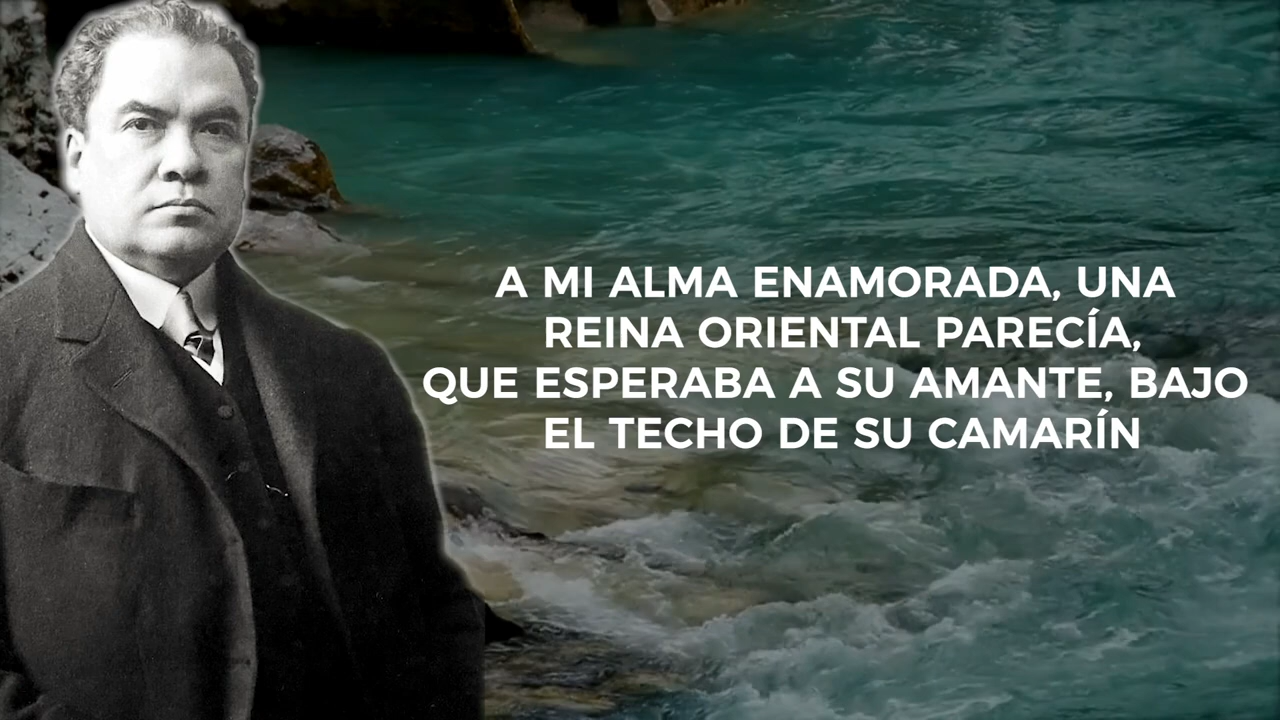 A MI ALMA ENAMORADA, UNA
REINA ORIENTAL PARECÍA,
QUE ESPERABA A SU AMANTE, BAJO
EL TECHO DE SU CAMARÍN